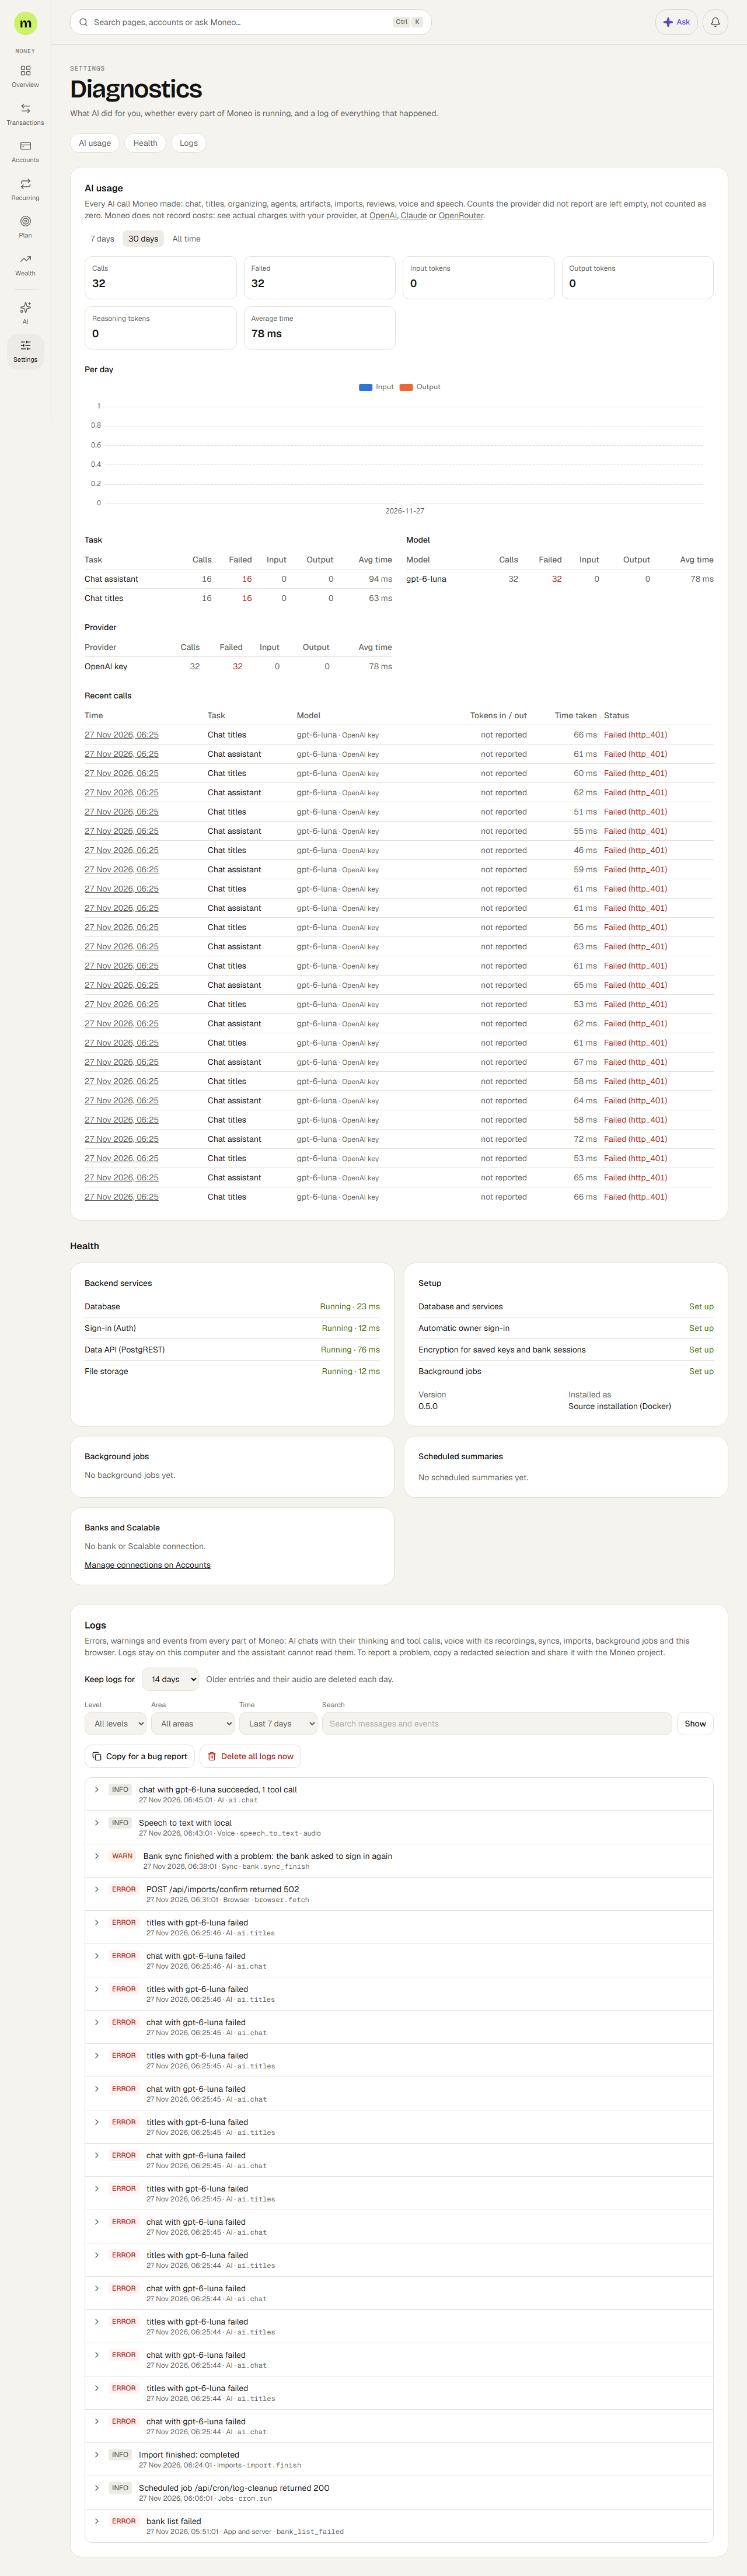 m
Search pages, accounts or ask Moneo...
Ctrl K
Ask
MONEY
Overview
Transactions
Accounts
Recurring
Plan
Wealth
AI
Settings
SETTINGS
Diagnostics
What AI did for you, whether every part of Moneo is running, and a log of everything that happened.
AI usage Health Logs
AI usage
Every AI call Moneo made: chat, titles, organizing, agents, artifacts, imports, reviews, voice and speech. Counts the provider did not report are left empty, not counted as
zero. Moneo does not record costs: see actual charges with your provider, at OpenAI, Claude or OpenRouter.
7 days 30 days All time
Calls
32
Failed
32
Input tokens
0
Output tokens
0
Reasoning tokens
0
Average time
78 ms
Per day
Input Output
1
0.8
0.6
0.4
0.2
0
2026-11-27
Task
Task Calls Failed Input Output Avg time
Chat assistant 16 16 0 0 94 ms
Chat titles 16 16 0 0 63 ms
Model
Model Calls Failed Input Output Avg time
gpt-6-luna 32 32 0 0 78 ms
Provider
Provider Calls Failed Input Output Avg time
OpenAI key 32 32 0 0 78 ms
Recent calls
Time Task Model Tokens in / out Time taken Status
27 Nov 2026, 06:25 Chat titles gpt-6-luna · OpenAI key not reported 66 ms Failed (http_401)
27 Nov 2026, 06:25 Chat assistant gpt-6-luna · OpenAI key not reported 61 ms Failed (http_401)
27 Nov 2026, 06:25 Chat titles gpt-6-luna · OpenAI key not reported 60 ms Failed (http_401)
27 Nov 2026, 06:25 Chat assistant gpt-6-luna · OpenAI key not reported 62 ms Failed (http_401)
27 Nov 2026, 06:25 Chat titles gpt-6-luna · OpenAI key not reported 51 ms Failed (http_401)
27 Nov 2026, 06:25 Chat assistant gpt-6-luna · OpenAI key not reported 55 ms Failed (http_401)
27 Nov 2026, 06:25 Chat titles gpt-6-luna · OpenAI key not reported 46 ms Failed (http_401)
27 Nov 2026, 06:25 Chat assistant gpt-6-luna · OpenAI key not reported 59 ms Failed (http_401)
27 Nov 2026, 06:25 Chat titles gpt-6-luna · OpenAI key not reported 61 ms Failed (http_401)
27 Nov 2026, 06:25 Chat assistant gpt-6-luna · OpenAI key not reported 61 ms Failed (http_401)
27 Nov 2026, 06:25 Chat titles gpt-6-luna · OpenAI key not reported 56 ms Failed (http_401)
27 Nov 2026, 06:25 Chat assistant gpt-6-luna · OpenAI key not reported 63 ms Failed (http_401)
27 Nov 2026, 06:25 Chat titles gpt-6-luna · OpenAI key not reported 61 ms Failed (http_401)
27 Nov 2026, 06:25 Chat assistant gpt-6-luna · OpenAI key not reported 65 ms Failed (http_401)
27 Nov 2026, 06:25 Chat titles gpt-6-luna · OpenAI key not reported 53 ms Failed (http_401)
27 Nov 2026, 06:25 Chat assistant gpt-6-luna · OpenAI key not reported 62 ms Failed (http_401)
27 Nov 2026, 06:25 Chat titles gpt-6-luna · OpenAI key not reported 61 ms Failed (http_401)
27 Nov 2026, 06:25 Chat assistant gpt-6-luna · OpenAI key not reported 67 ms Failed (http_401)
27 Nov 2026, 06:25 Chat titles gpt-6-luna · OpenAI key not reported 58 ms Failed (http_401)
27 Nov 2026, 06:25 Chat assistant gpt-6-luna · OpenAI key not reported 64 ms Failed (http_401)
27 Nov 2026, 06:25 Chat titles gpt-6-luna · OpenAI key not reported 58 ms Failed (http_401)
27 Nov 2026, 06:25 Chat assistant gpt-6-luna · OpenAI key not reported 72 ms Failed (http_401)
27 Nov 2026, 06:25 Chat titles gpt-6-luna · OpenAI key not reported 53 ms Failed (http_401)
27 Nov 2026, 06:25 Chat assistant gpt-6-luna · OpenAI key not reported 65 ms Failed (http_401)
27 Nov 2026, 06:25 Chat titles gpt-6-luna · OpenAI key not reported 66 ms Failed (http_401)
Health
Backend services
Database Running · 23 ms
Sign-in (Auth) Running · 12 ms
Data API (PostgREST) Running · 76 ms
File storage Running · 12 ms
Setup
Database and services Set up
Automatic owner sign-in Set up
Encryption for saved keys and bank sessions Set up
Background jobs Set up
Version Installed as
0.5.0 Source installation (Docker)
Background jobs
No background jobs yet.
Scheduled summaries
No scheduled summaries yet.
Banks and Scalable
No bank or Scalable connection.
Manage connections on Accounts
Logs
Errors, warnings and events from every part of Moneo: AI chats with their thinking and tool calls, voice with its recordings, syncs, imports, background jobs and this
browser. Logs stay on this computer and the assistant cannot read them. To report a problem, copy a redacted selection and share it with the Moneo project.
Keep logs for 14 days Older entries and their audio are deleted each day.
Level Area Time Search
All levels All areas Last 7 days Search messages and events Show
Copy for a bug report Delete all logs now
INFO chat with gpt-6-luna succeeded, 1 tool call
27 Nov 2026, 06:45:01 · AI · ai.chat
INFO Speech to text with local
27 Nov 2026, 06:43:01 · Voice · speech_to_text · audio
WARN Bank sync finished with a problem: the bank asked to sign in again
27 Nov 2026, 06:38:01 · Sync · bank.sync_finish
ERROR POST /api/imports/confirm returned 502
27 Nov 2026, 06:31:01 · Browser · browser.fetch
ERROR titles with gpt-6-luna failed
27 Nov 2026, 06:25:46 · AI · ai.titles
ERROR chat with gpt-6-luna failed
27 Nov 2026, 06:25:46 · AI · ai.chat
ERROR titles with gpt-6-luna failed
27 Nov 2026, 06:25:46 · AI · ai.titles
ERROR chat with gpt-6-luna failed
27 Nov 2026, 06:25:45 · AI · ai.chat
ERROR titles with gpt-6-luna failed
27 Nov 2026, 06:25:45 · AI · ai.titles
ERROR chat with gpt-6-luna failed
27 Nov 2026, 06:25:45 · AI · ai.chat
ERROR titles with gpt-6-luna failed
27 Nov 2026, 06:25:45 · AI · ai.titles
ERROR chat with gpt-6-luna failed
27 Nov 2026, 06:25:45 · AI · ai.chat
ERROR titles with gpt-6-luna failed
27 Nov 2026, 06:25:45 · AI · ai.titles
ERROR chat with gpt-6-luna failed
27 Nov 2026, 06:25:45 · AI · ai.chat
ERROR titles with gpt-6-luna failed
27 Nov 2026, 06:25:44 · AI · ai.titles
ERROR chat with gpt-6-luna failed
27 Nov 2026, 06:25:44 · AI · ai.chat
ERROR titles with gpt-6-luna failed
27 Nov 2026, 06:25:44 · AI · ai.titles
ERROR chat with gpt-6-luna failed
27 Nov 2026, 06:25:44 · AI · ai.chat
ERROR titles with gpt-6-luna failed
27 Nov 2026, 06:25:44 · AI · ai.titles
ERROR chat with gpt-6-luna failed
27 Nov 2026, 06:25:44 · AI · ai.chat
INFO Import finished: completed
27 Nov 2026, 06:24:01 · Imports · import.finish
INFO Scheduled job /api/cron/log-cleanup returned 200
27 Nov 2026, 06:06:01 · Jobs · cron.run
ERROR bank list failed
27 Nov 2026, 05:51:01 · App and server · bank_list_failed